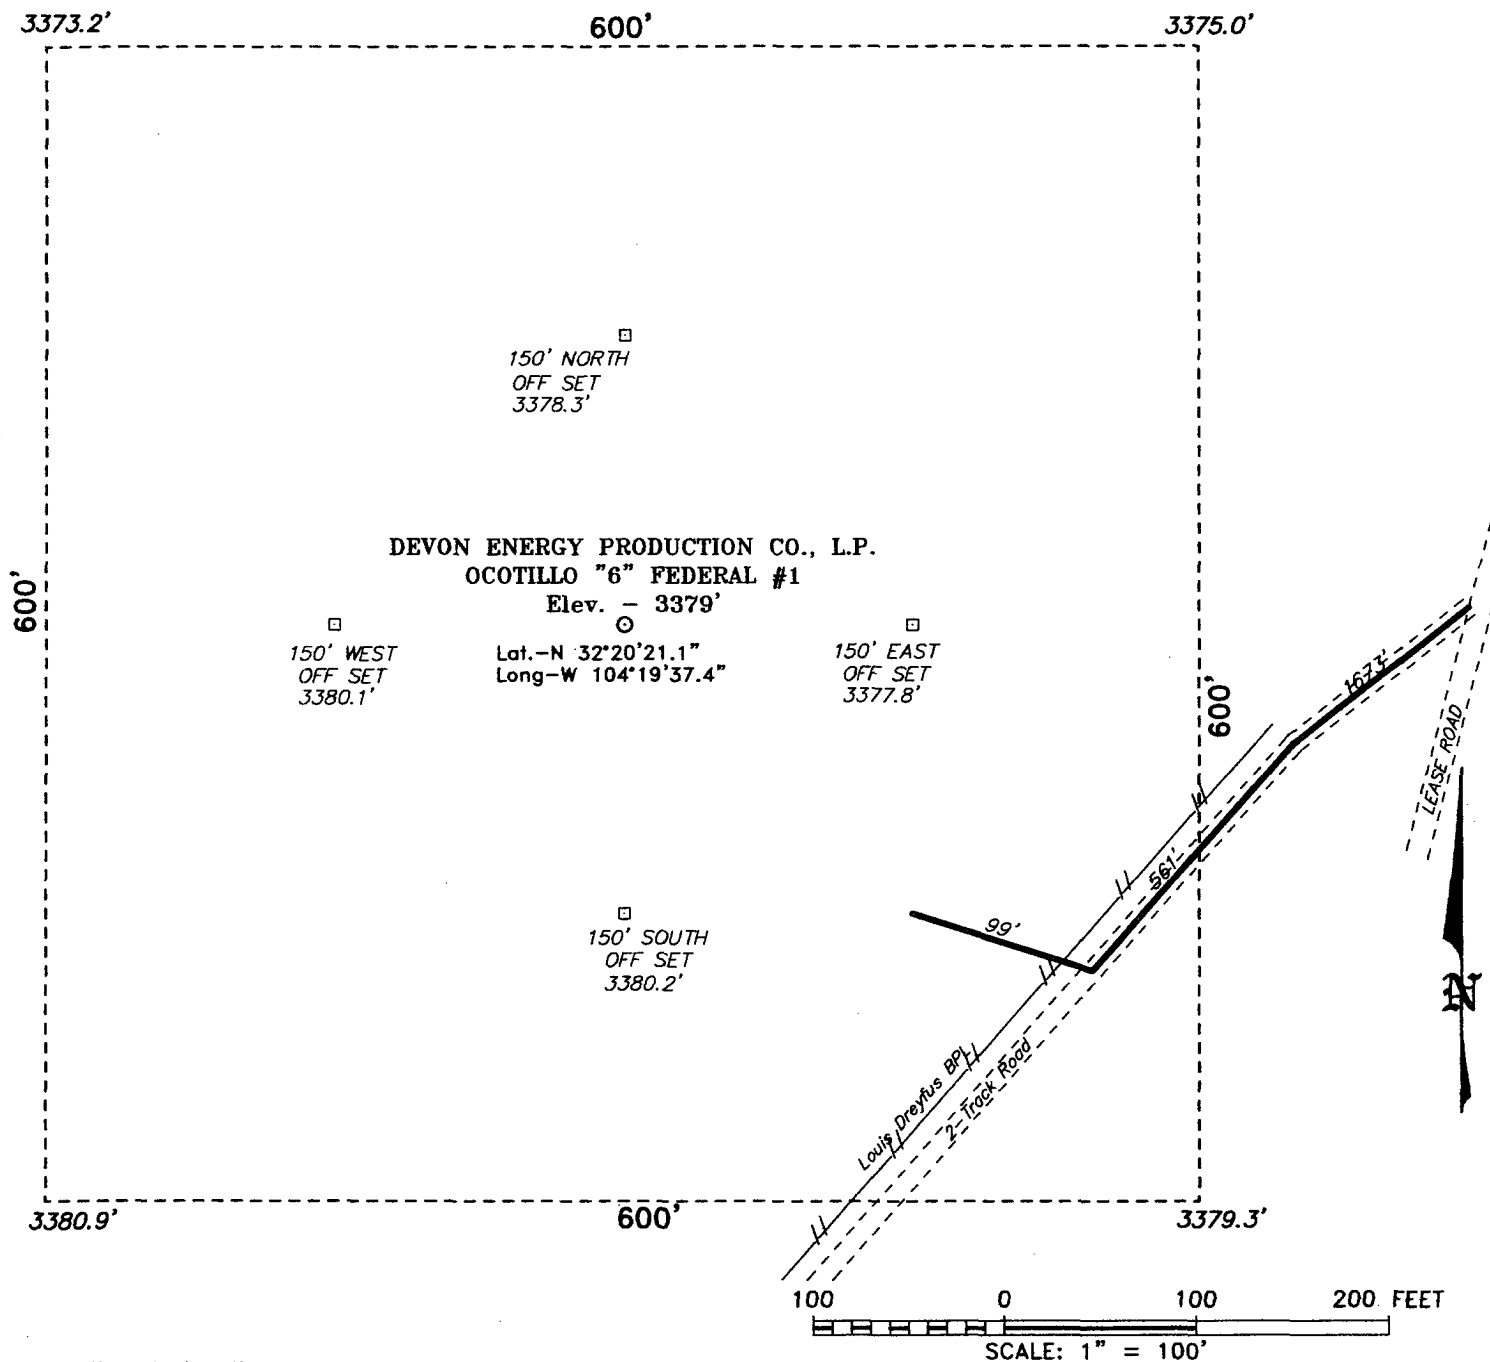 3373.2'
600'
3375.0'
150' NORTH
OFF SET
3378.3'
DEVON ENERGY PRODUCTION CO., L.P.
OCOTILLO "6" FEDERAL #1
Elev. - 3379'
600'
150' WEST
OFF SET
3380.1'
Lat.-N 32°20'21.1"
Long-W 104°19'37.4"
150' EAST
OFF SET
3377.8'
600'
1673'
LEASE ROAD
561'
99'
150' SOUTH
OFF SET
3380.2'
N
Louis Dreyfus BPL
2-Track Road
3380.9'
600'
3379.3'
100 0 100 200 FEET
SCALE: 1" = 100'